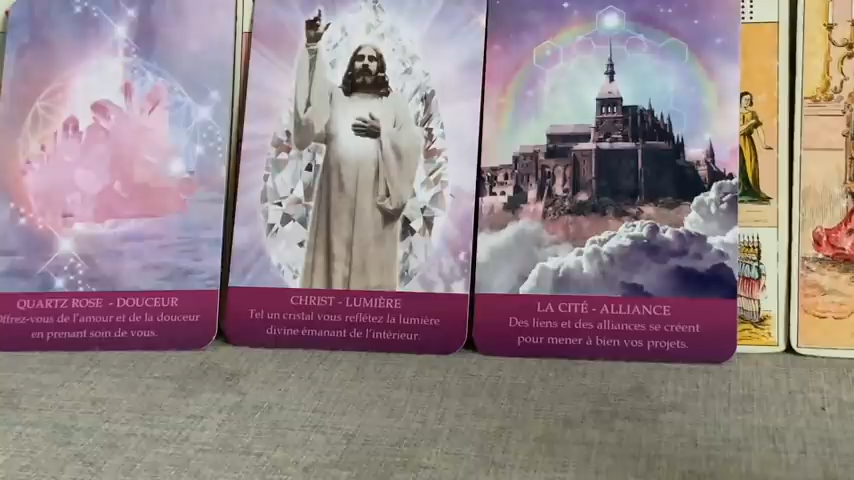 QUARTZ ROSE - DOUCEUR
Offrez-vous de l'amour et de la douceur
en prenant soin de vous.
CHRIST - LUMIÈRE
Tel un cristal vous reflétez la lumière
divine émanant de l'intérieur.
LA CITÉ - ALLIANCE
Des liens et des alliances se créent
pour mener à bien vos projets.